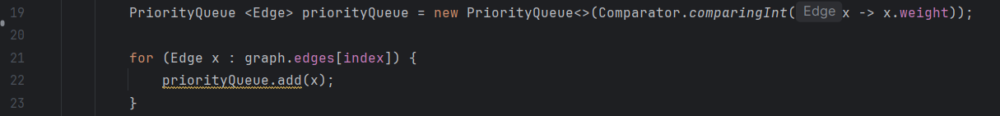 19 PriorityQueue <Edge> priorityQueue = new PriorityQueue<>(Comparator.comparingInt( Edge x -> x.weight));
20
21 for (Edge x : graph.edges[index]) {
22 priorityQueue.add(x);
23 }